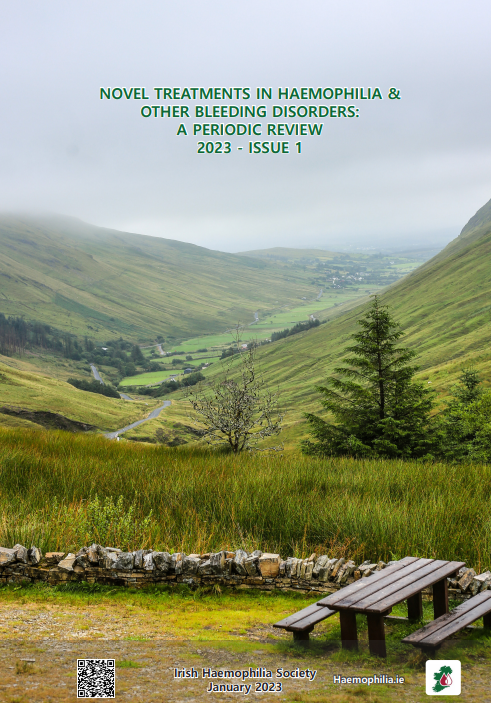 NOVEL TREATMENTS IN HAEMOPHILIA &
OTHER BLEEDING DISORDERS:
A PERIODIC REVIEW
2023 - ISSUE 1
Irish Haemophilia Society
January 2023
Haemophilia.ie